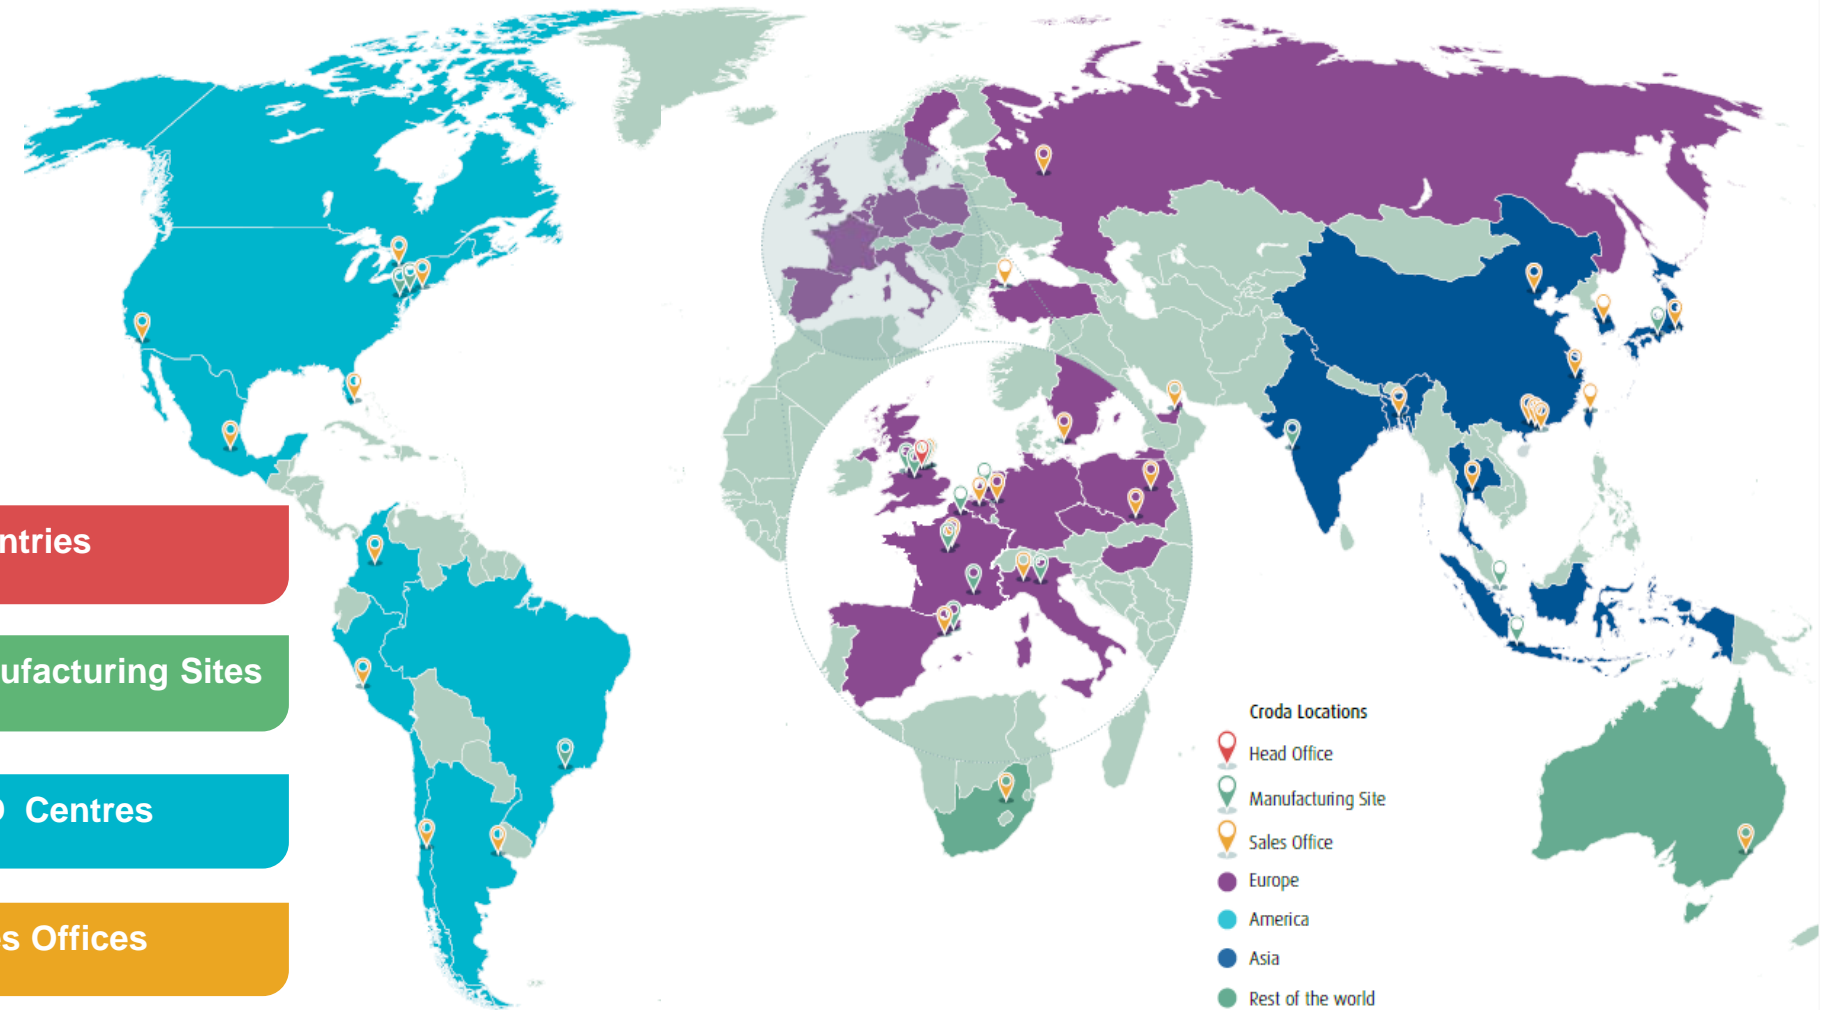 ntries
ufacturing Sites
Centres
s Offices
Croda Locations
Head Office
Manufacturing Site
Sales Office
Europe
America
Asia
Rest of the world